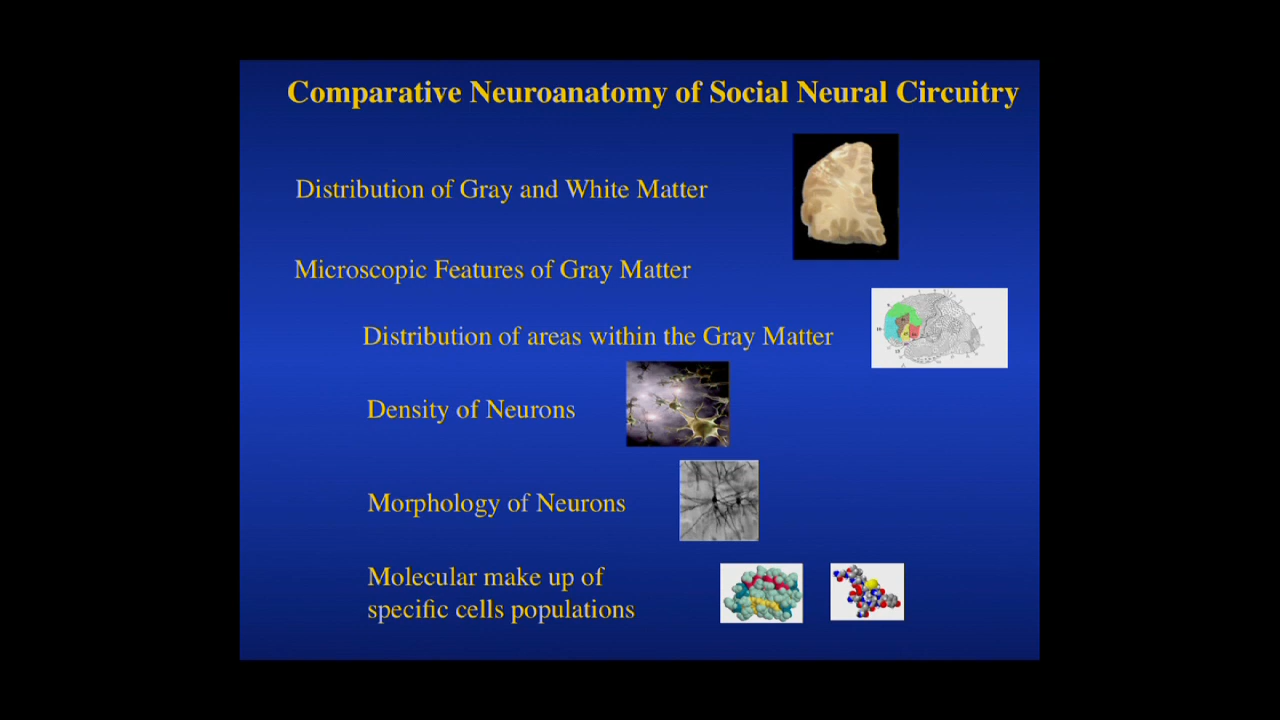 Comparative Neuroanatomy of Social Neural Circuitry
Distribution of Gray and White Matter
Microscopic Features of Gray Matter
Distribution of areas within the Gray Matter
Density of Neurons
Morphology of Neurons
Molecular make up of
specific cells populations